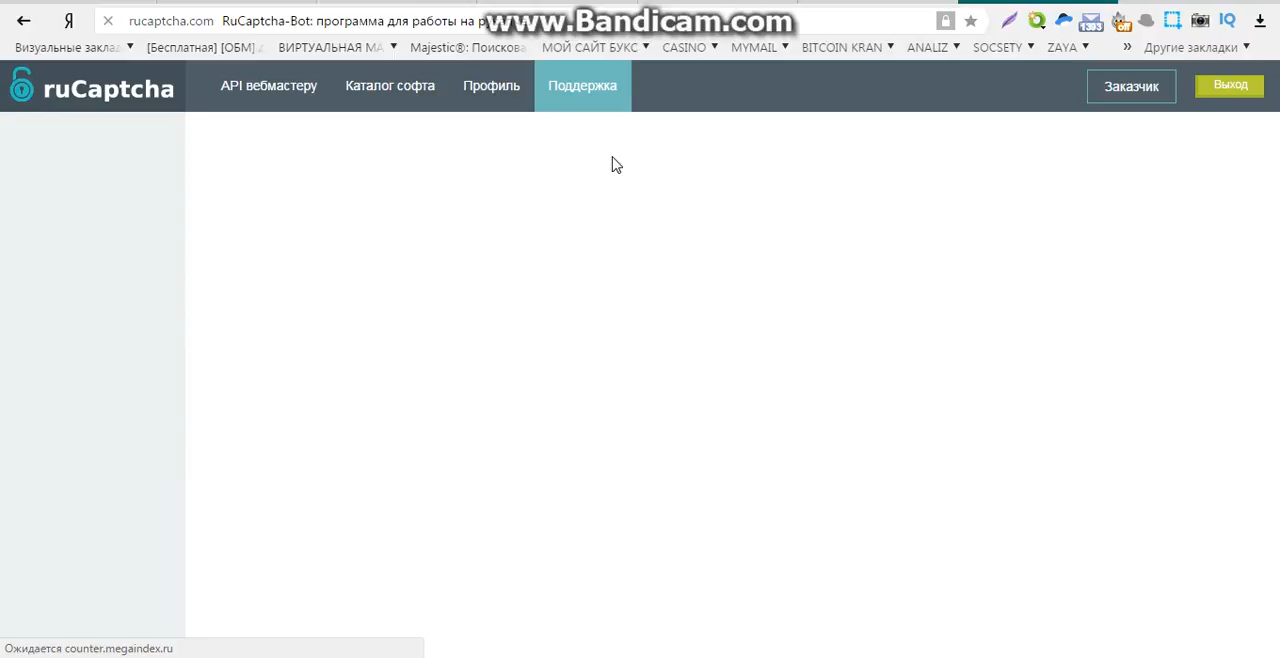 www.Bandicam.com
Я rucaptcha.com RuCaptcha-Bot: программа для работы на
Визуальные заклад [Бесплатная] [ОБМ] ВИРТУАЛЬНАЯ МА Majestic®: Поискова МОЙ САЙТ БУКС CASINO MYMAIL BITCOIN KRAN ANALIZ SOCSETY ZAYA » Другие закладки
ruCaptcha API вебмастеру Каталог софта Профиль Поддержка Заказчик Выход
Ожидается counter.megaindex.ru